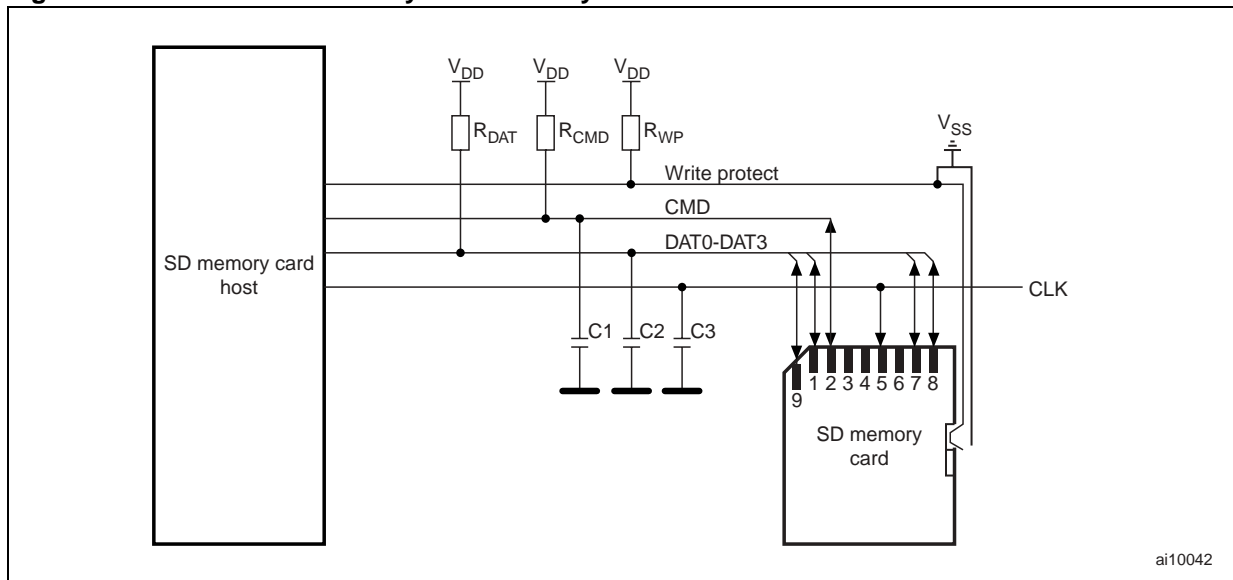 VDD VDD VDD
RDAT RCMD RWP
VSS
Write protect
CMD
DAT0-DAT3
SD memory card
host
CLK
C1 C2 C3
1 2 3 4 5 6 7 8
9
SD memory
card
ai10042